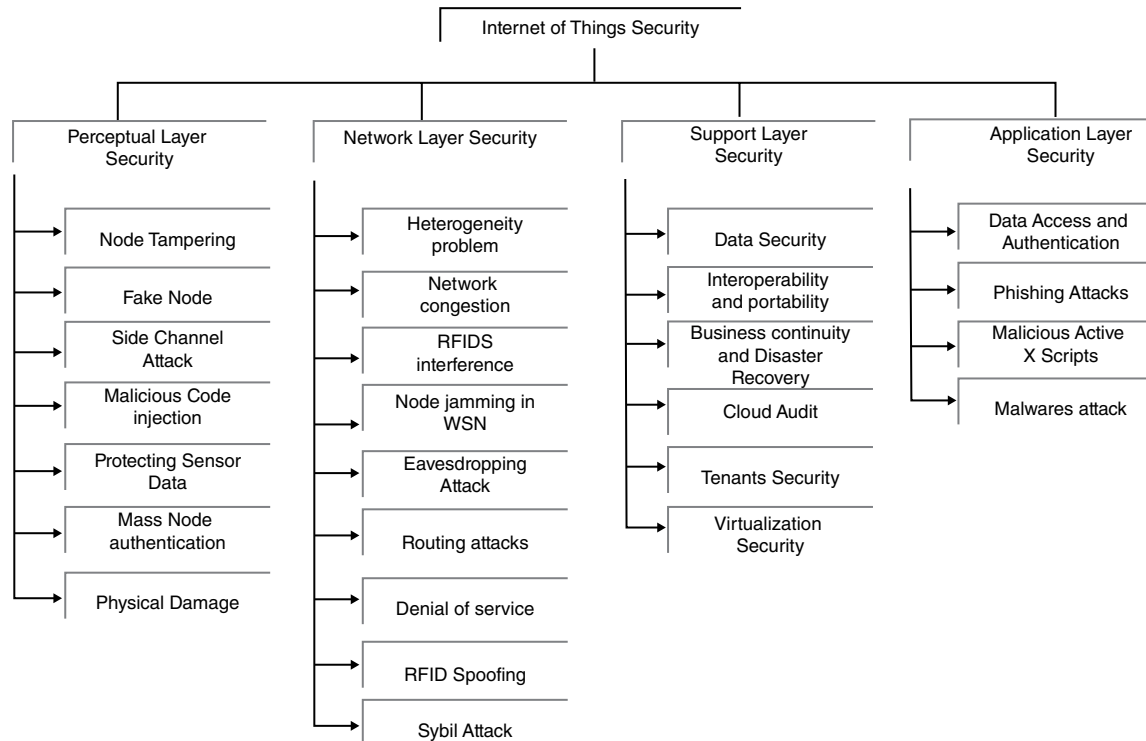 Internet of Things Security
Perceptual Layer
Security
Node Tampering
Fake Node
Side Channel
Attack
Malicious Code
injection
Protecting Sensor
Data
Mass Node
authentication
Physical Damage
Network Layer Security
Heterogeneity
problem
Network
congestion
RFIDS
interference
Node jamming in
WSN
Eavesdropping
Attack
Routing attacks
Denial of service
RFID Spoofing
Sybil Attack
Support Layer
Security
Data Security
Interoperability
and portability
Business continuity
and Disaster
Recovery
Cloud Audit
Tenants Security
Virtualization
Security
Application Layer
Security
Data Access and
Authentication
Phishing Attacks
Malicious Active
X Scripts
Malwares attack